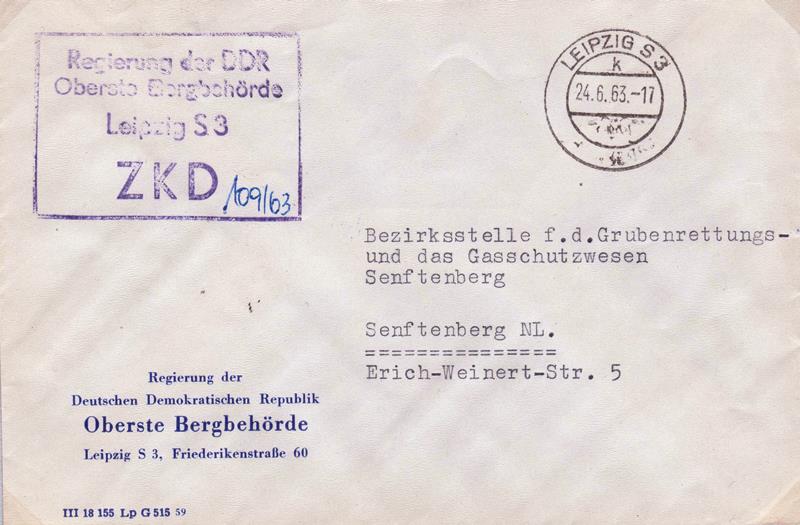 Regierung der DDR
Oberste Bergbehörde
Leipzig S 3
ZKD 109/63
LEIPZIG S 3
k
24.6.63.-17
Bezirksstelle f.d.Grubenrettungs-
und das Gasschutzwesen
Senftenberg
Senftenberg NL.
===============
Erich-Weinert-Str. 5
Regierung der
Deutschen Demokratischen Republik
Oberste Bergbehörde
Leipzig S 3, Friederikenstraße 60
III 18 155 Lp G 515 59